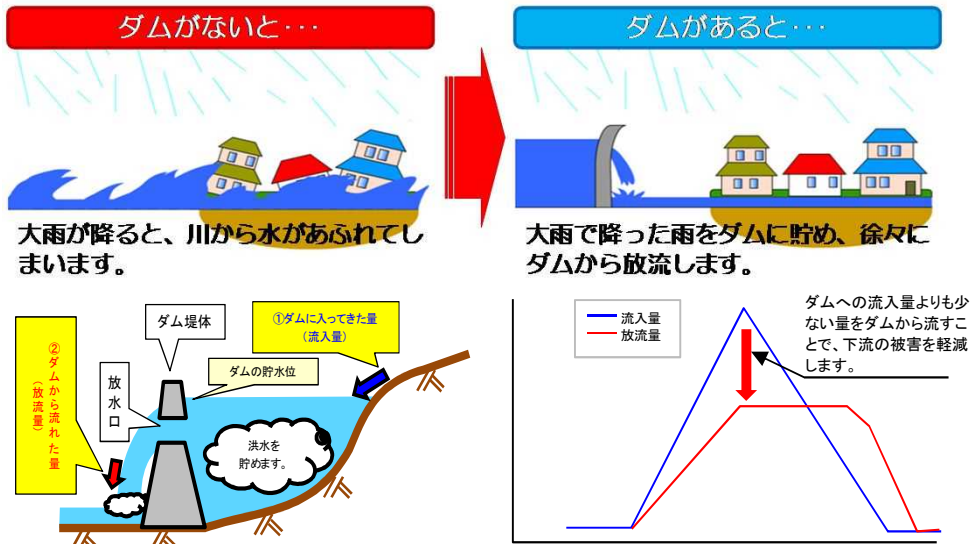 ダムがないと…
ダムがあると…
大雨が降ると、川から水があふれてし
まいます。
大雨で降った雨をダムに貯め、徐々に
ダムから放流します。
②ダムから流れた量
（放流量）
放水口
ダム堤体
①ダムに入ってきた量
（流入量）
ダムの貯水位
洪水を
貯めます。
流入量
放流量
ダムへの流入量よりも少
ない量をダムから流すこ
とで、下流の被害を軽減
します。